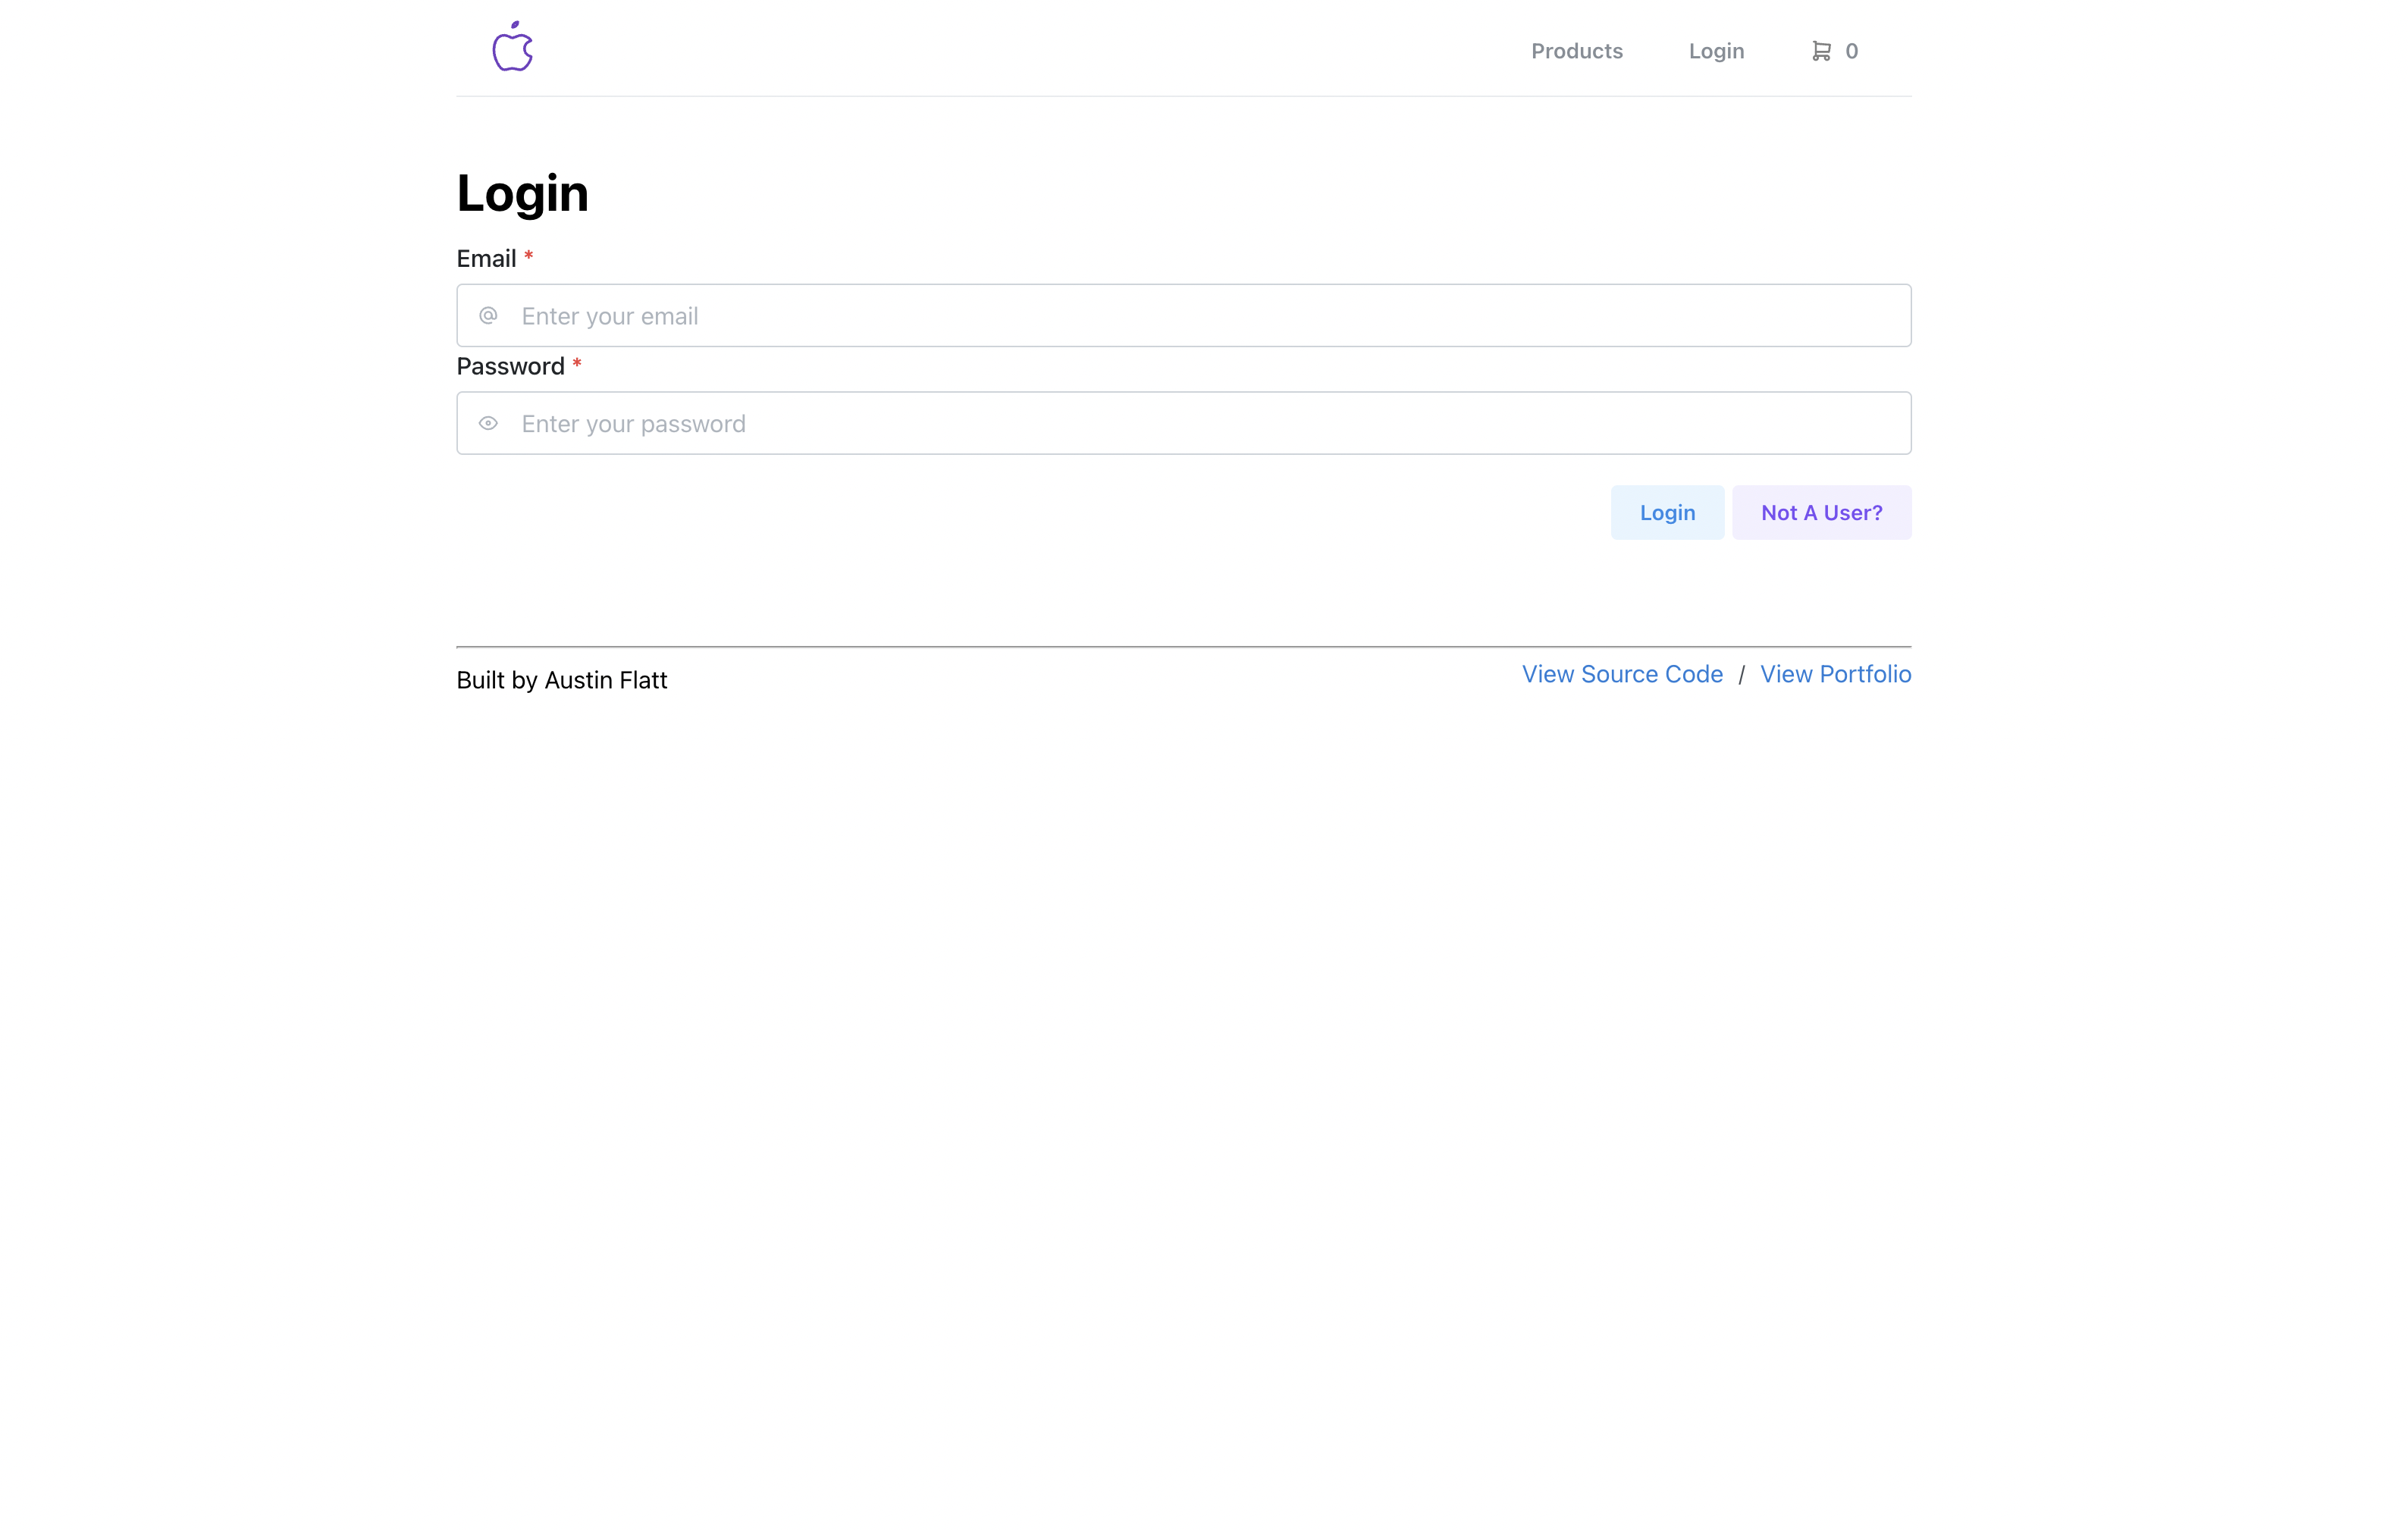 Products Login 0
Login
Email *
Enter your email
Password *
Enter your password
Login Not A User?
Built by Austin Flatt View Source Code / View Portfolio